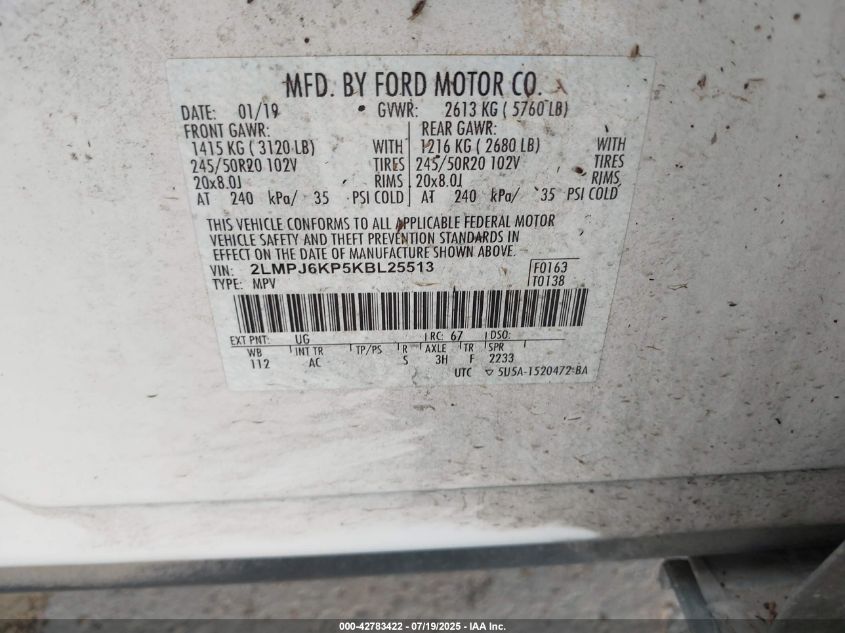 MFD. BY FORD MOTOR CO.
DATE: 01/19 GVWR: 2613 KG ( 5760 LB)
FRONT GAWR: REAR GAWR:
1415 KG ( 3120 LB) WITH 1216 KG ( 2680 LB) WITH
245/50R20 102V TIRES 245/50R20 102V TIRES
20x8.0J RIMS 20x8.0J RIMS
AT 240 kPa/ 35 PSI COLD AT 240 kPa/ 35 PSI COLD
THIS VEHICLE CONFORMS TO ALL APPLICABLE FEDERAL MOTOR
VEHICLE SAFETY AND THEFT PREVENTION STANDARDS IN
EFFECT ON THE DATE OF MANUFACTURE SHOWN ABOVE.
VIN: 2LMPJ6KP5KBL25513 F0163
TYPE: MPV T0138
EXT PNT: UG RC: 67 DSO:
WB INT TR TP/PS R AXLE TR SPR
112 AC S 3H F 2233
UTC ▽ 5U5A-1520472-BA
000-42783422 - 07/19/2025 - IAA Inc.